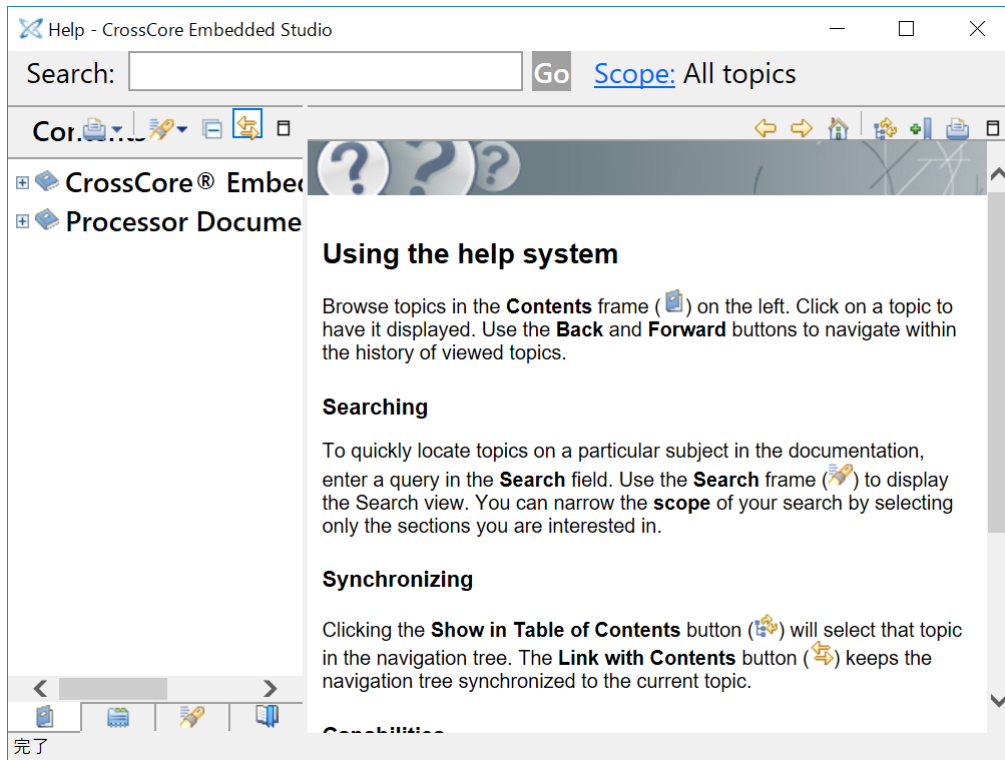 Help - CrossCore Embedded Studio
Search:
Go
Scope: All topics
CrossCore® Embe
Processor Docume
Using the help system
Browse topics in the Contents frame ( ) on the left. Click on a topic to
have it displayed. Use the Back and Forward buttons to navigate within
the history of viewed topics.
Searching
To quickly locate topics on a particular subject in the documentation,
enter a query in the Search field. Use the Search frame ( ) to display
the Search view. You can narrow the scope of your search by selecting
only the sections you are interested in.
Synchronizing
Clicking the Show in Table of Contents button ( ) will select that topic
in the navigation tree. The Link with Contents button ( ) keeps the
navigation tree synchronized to the current topic.
Capabilities
完了